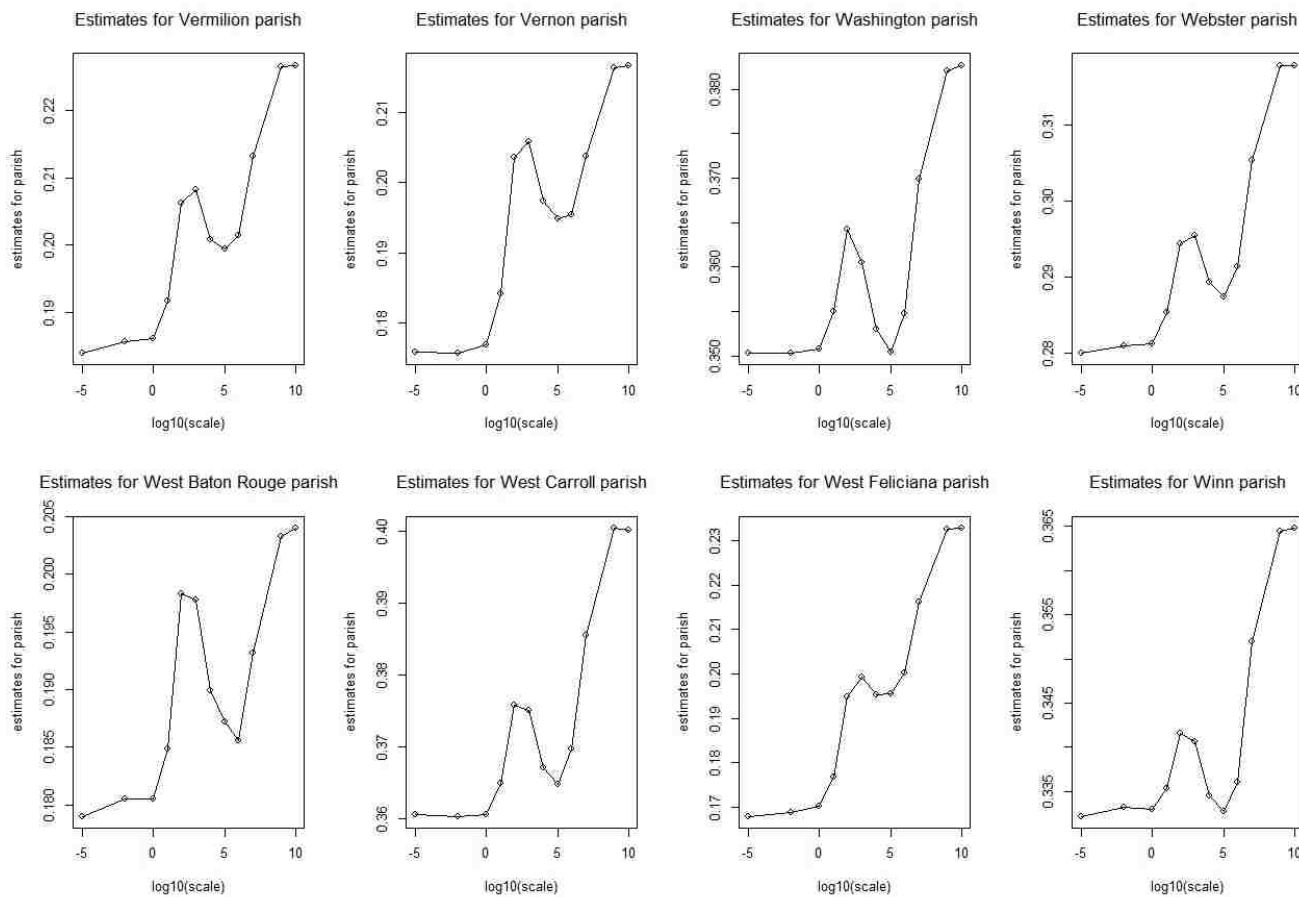 Estimates for Vermilion parish
estimates for parish
0.22
0.21
0.20
0.19
-5 0 5 10
log10(scale)
Estimates for Vernon parish
estimates for parish
0.21
0.20
0.19
0.18
-5 0 5 10
log10(scale)
Estimates for Washington parish
estimates for parish
0.380
0.370
0.360
0.350
-5 0 5 10
log10(scale)
Estimates for Webster parish
estimates for parish
0.31
0.30
0.29
0.28
-5 0 5 10
log10(scale)
Estimates for West Baton Rouge parish
estimates for parish
0.205
0.200
0.195
0.190
0.185
0.180
-5 0 5 10
log10(scale)
Estimates for West Carroll parish
estimates for parish
0.40
0.39
0.38
0.37
0.36
-5 0 5 10
log10(scale)
Estimates for West Feliciana parish
estimates for parish
0.23
0.22
0.21
0.20
0.19
0.18
0.17
-5 0 5 10
log10(scale)
Estimates for Winn parish
estimates for parish
0.365
0.355
0.345
0.335
-5 0 5 10
log10(scale)